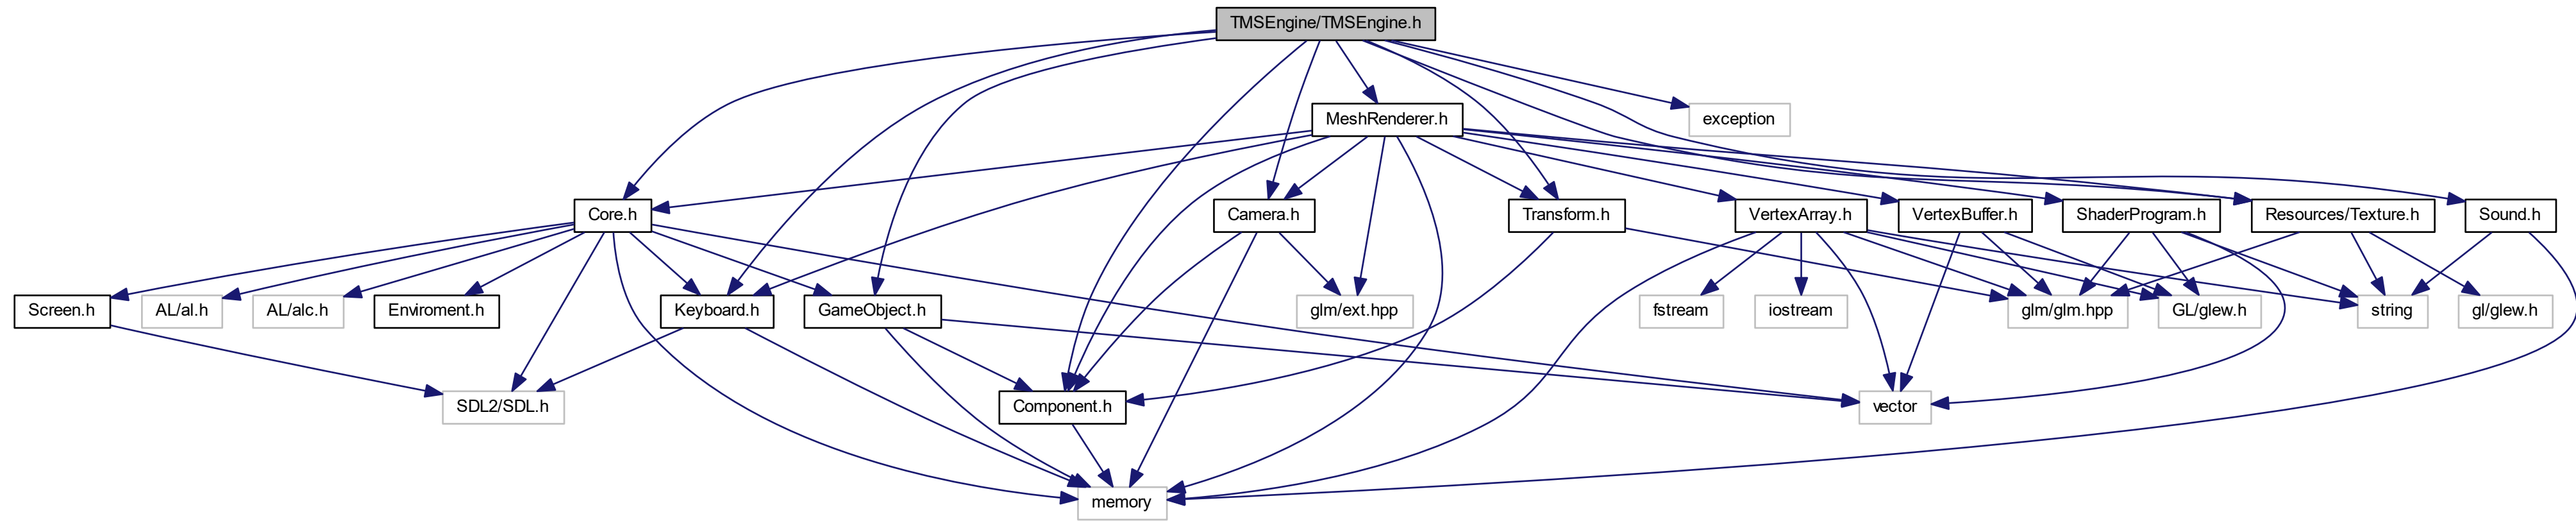 TMSEngine/TMSEngine.h
MeshRenderer.h
exception
Core.h
Camera.h
Transform.h
VertexArray.h
VertexBuffer.h
ShaderProgram.h
Resources/Texture.h
Sound.h
Screen.h
AL/al.h
AL/alc.h
Enviroment.h
Keyboard.h
GameObject.h
glm/ext.hpp
fstream
iostream
glm/glm.hpp
GL/glew.h
string
gl/glew.h
SDL2/SDL.h
Component.h
vector
memory